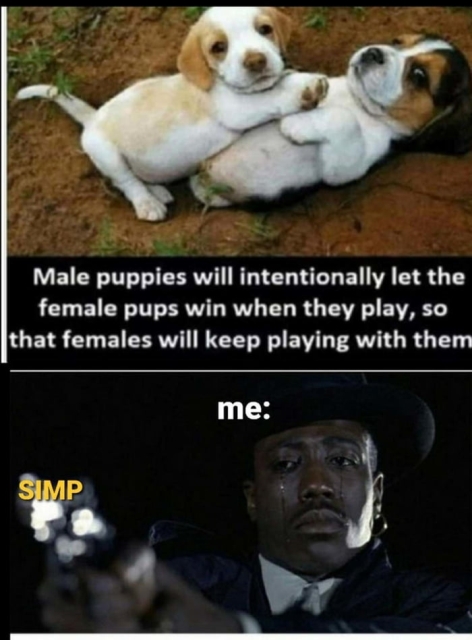 Male puppies will intentionally let the
female pups win when they play, so
that females will keep playing with them
me:
SIMP